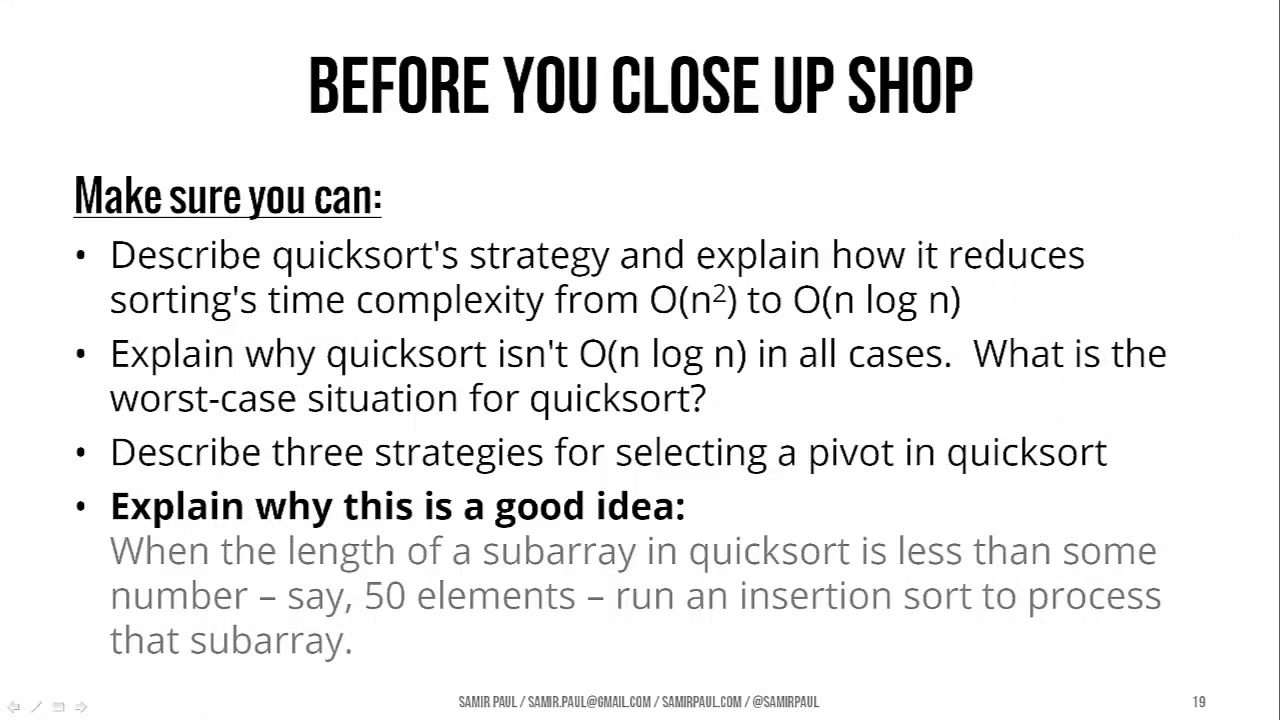 BEFORE YOU CLOSE UP SHOP
Make sure you can:
• Describe quicksort's strategy and explain how it reduces
sorting's time complexity from O(n²) to O(n log n)
• Explain why quicksort isn't O(n log n) in all cases.  What is the
worst-case situation for quicksort?
• Describe three strategies for selecting a pivot in quicksort
• Explain why this is a good idea:
When the length of a subarray in quicksort is less than some
number – say, 50 elements – run an insertion sort to process
that subarray.
SAMIR PAUL / SAMIR.PAUL@GMAIL.COM / SAMIRPAUL.COM / @SAMIRPAUL
19